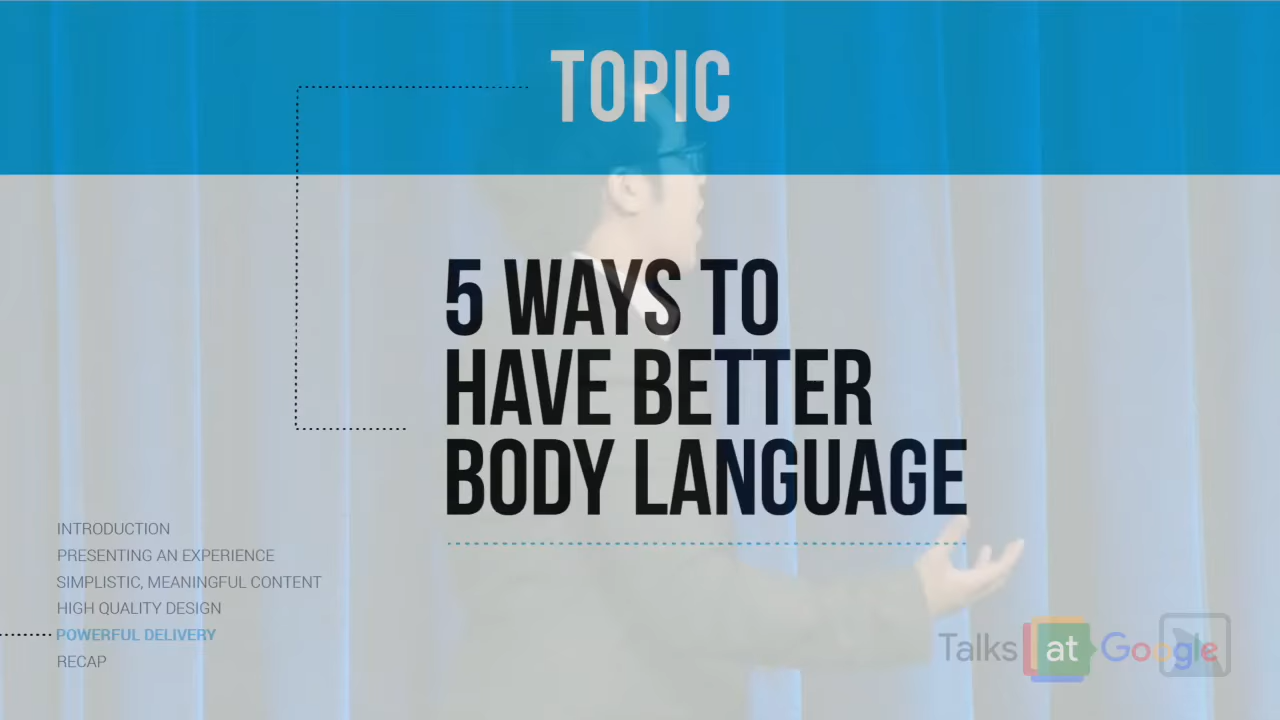 TOPIC
5 WAYS TO
HAVE BETTER
BODY LANGUAGE
INTRODUCTION
PRESENTING AN EXPERIENCE
SIMPLISTIC, MEANINGFUL CONTENT
HIGH QUALITY DESIGN
POWERFUL DELIVERY
RECAP
Talks at Google